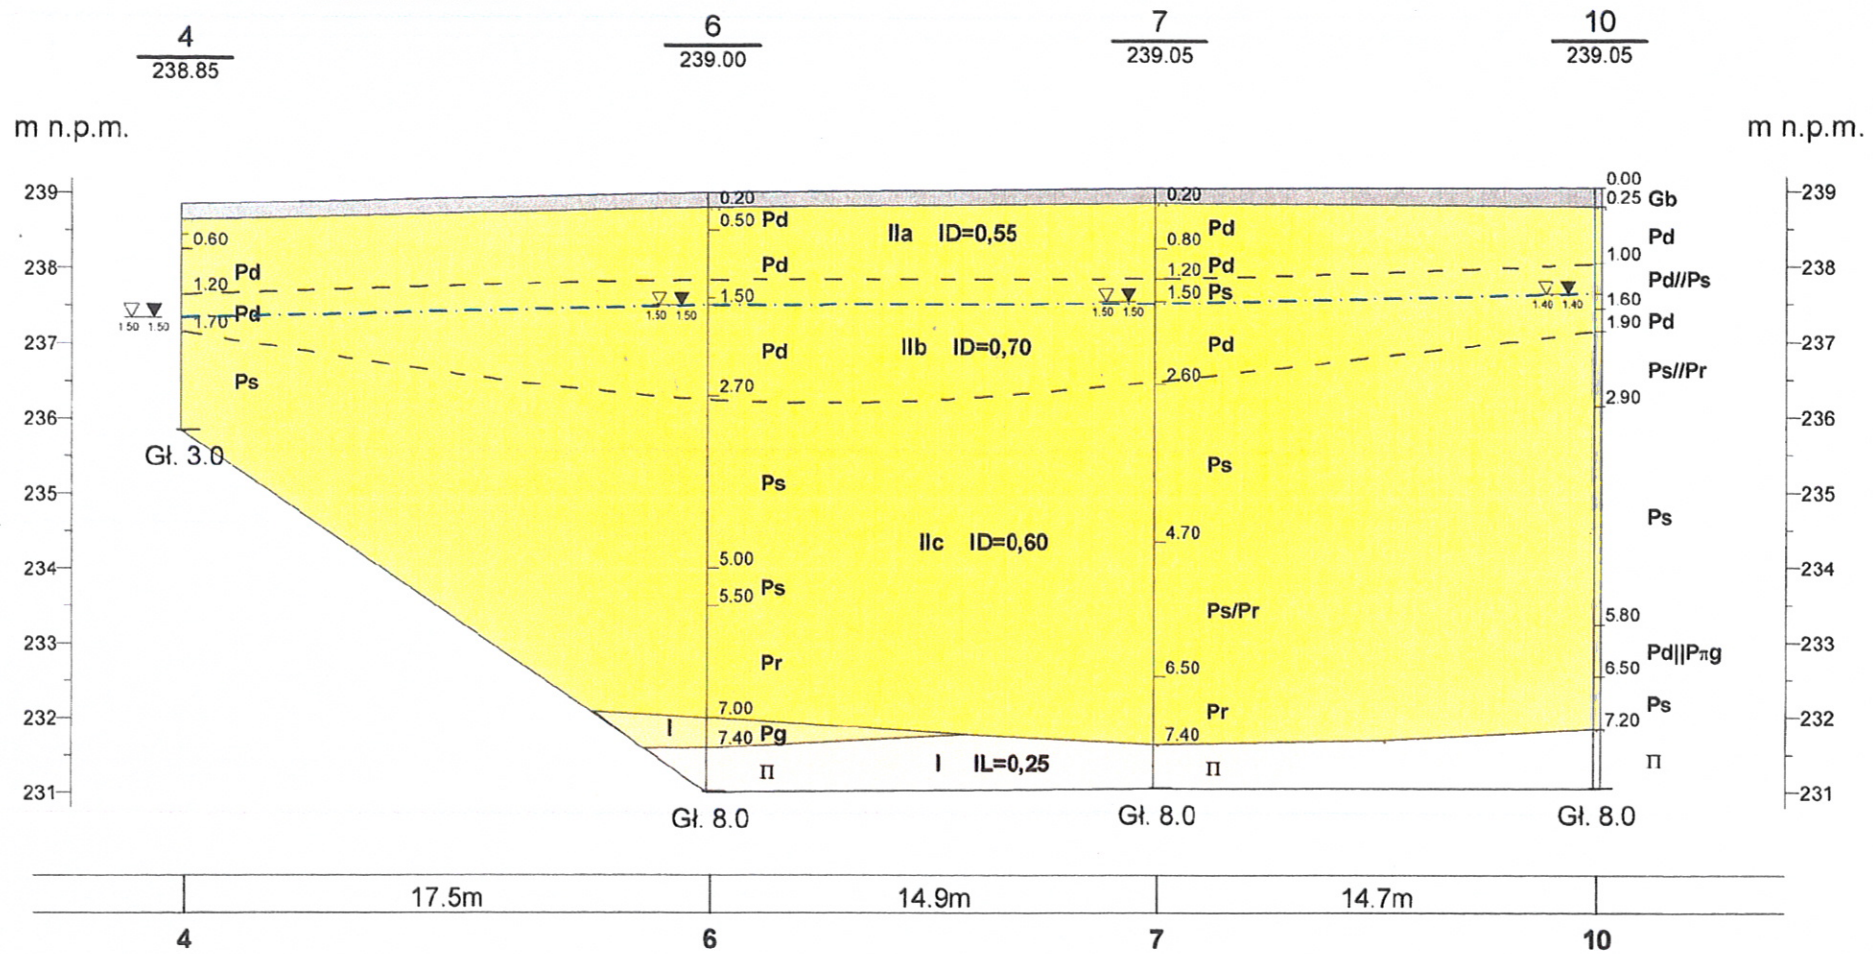 4 6 7 10
238.85 239.00 239.05 239.05
m n.p.m. m n.p.m.
239 0.20 0.20 0.00 239
0.25 Gb
0.50 Pd Pd
0.60 IIa ID=0,55 0.80 Pd
238 Pd Pd 1.20 Pd 1.00 238
1.20 Pd//Ps
1.50 1.50 Ps 1.60
1.50 1.50 Pd 1.50 1.50 1.50 1.50 1.40 1.40
1.70 1.90 Pd
237 Pd IIb ID=0,70 Pd 237
Ps 2.70 2.60 Ps//Pr
2.90
236 236
Gł. 3.0 Ps
235 Ps 235
Ps
IIc ID=0,60 4.70
234 5.00 234
5.50 Ps
Ps/Pr 5.80
233 Pr 6.50 6.50 Pd||Pπg 233
232 7.00 Pr Ps 232
I 7.40 Pg 7.40 7.20
Π I IL=0,25 Π Π
231 231
Gł. 8.0 Gł. 8.0 Gł. 8.0
17.5m 14.9m 14.7m
4 6 7 10